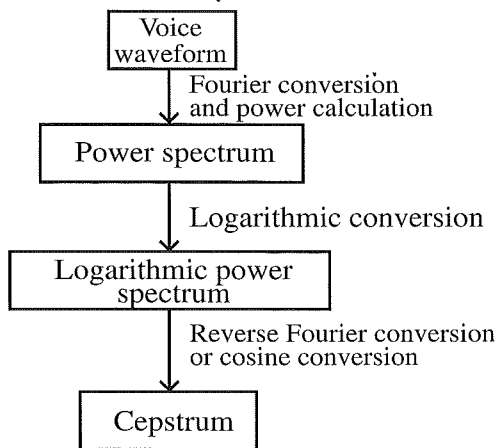 Voice
waveform
Fourier conversion
and power calculation
Power spectrum
Logarithmic conversion
Logarithmic power
spectrum
Reverse Fourier conversion
or cosine conversion
Cepstrum